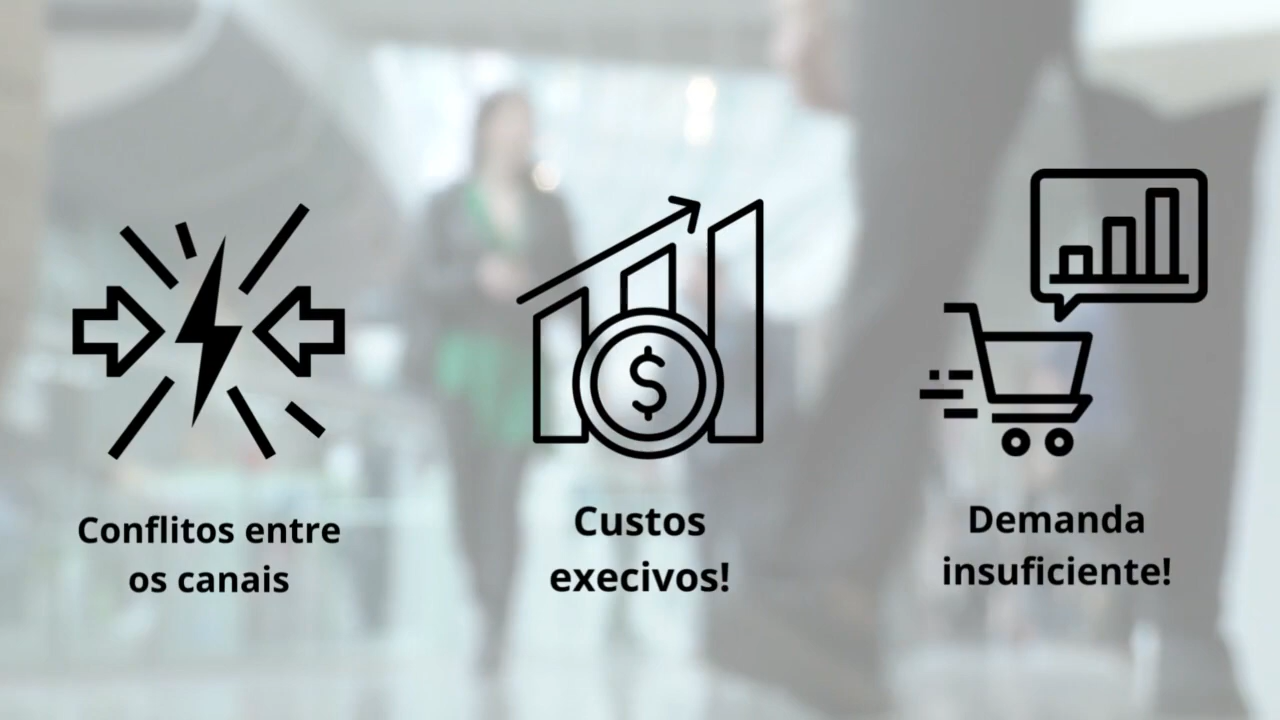 Conflitos entre
os canais
Custos
execivos!
Demanda
insuficiente!